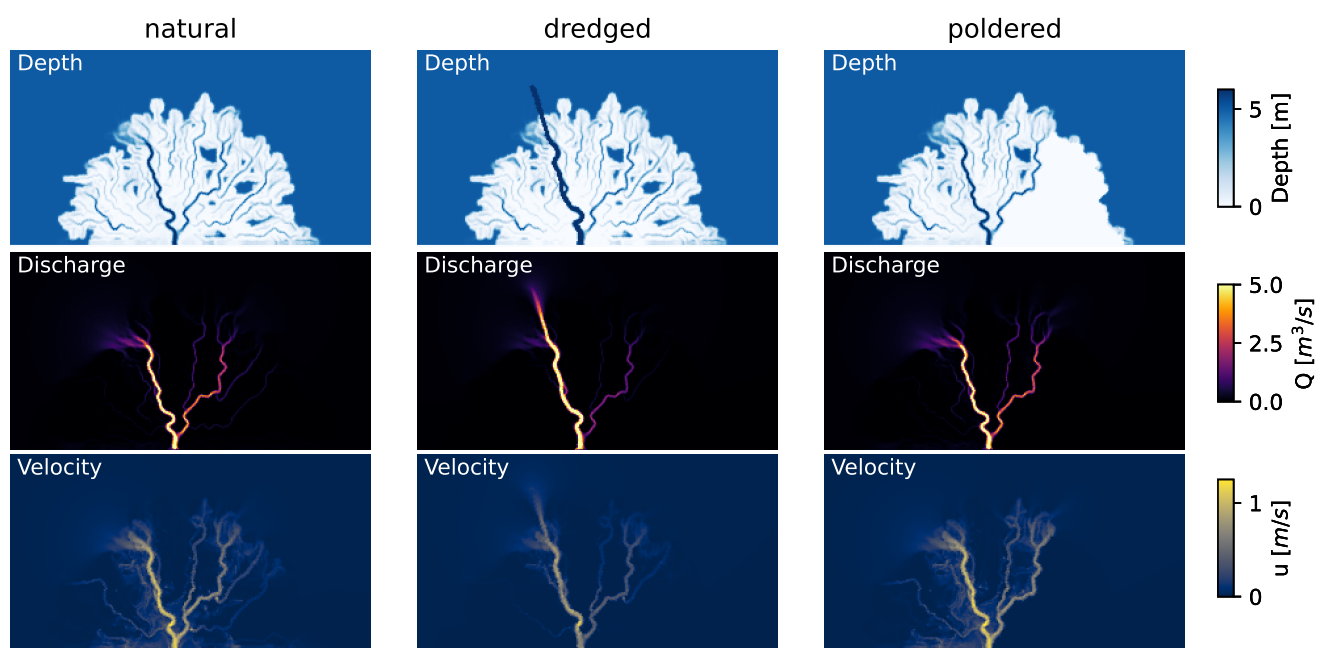 natural dredged poldered
Depth Depth Depth
5
0
Depth [m]
Discharge Discharge Discharge
5.0
2.5
0.0
Q [m³/s]
Velocity Velocity Velocity
1
0
u [m/s]